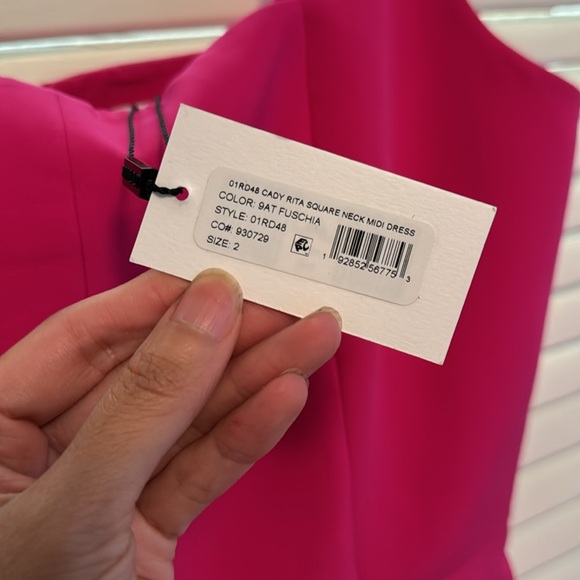 01RD48 CADY RITA SQUARE NECK MIDI DRESS
COLOR: 9AT FUSCHIA
STYLE: 01RD48
CO#: 930729
SIZE: 2
1 92852 56775 3